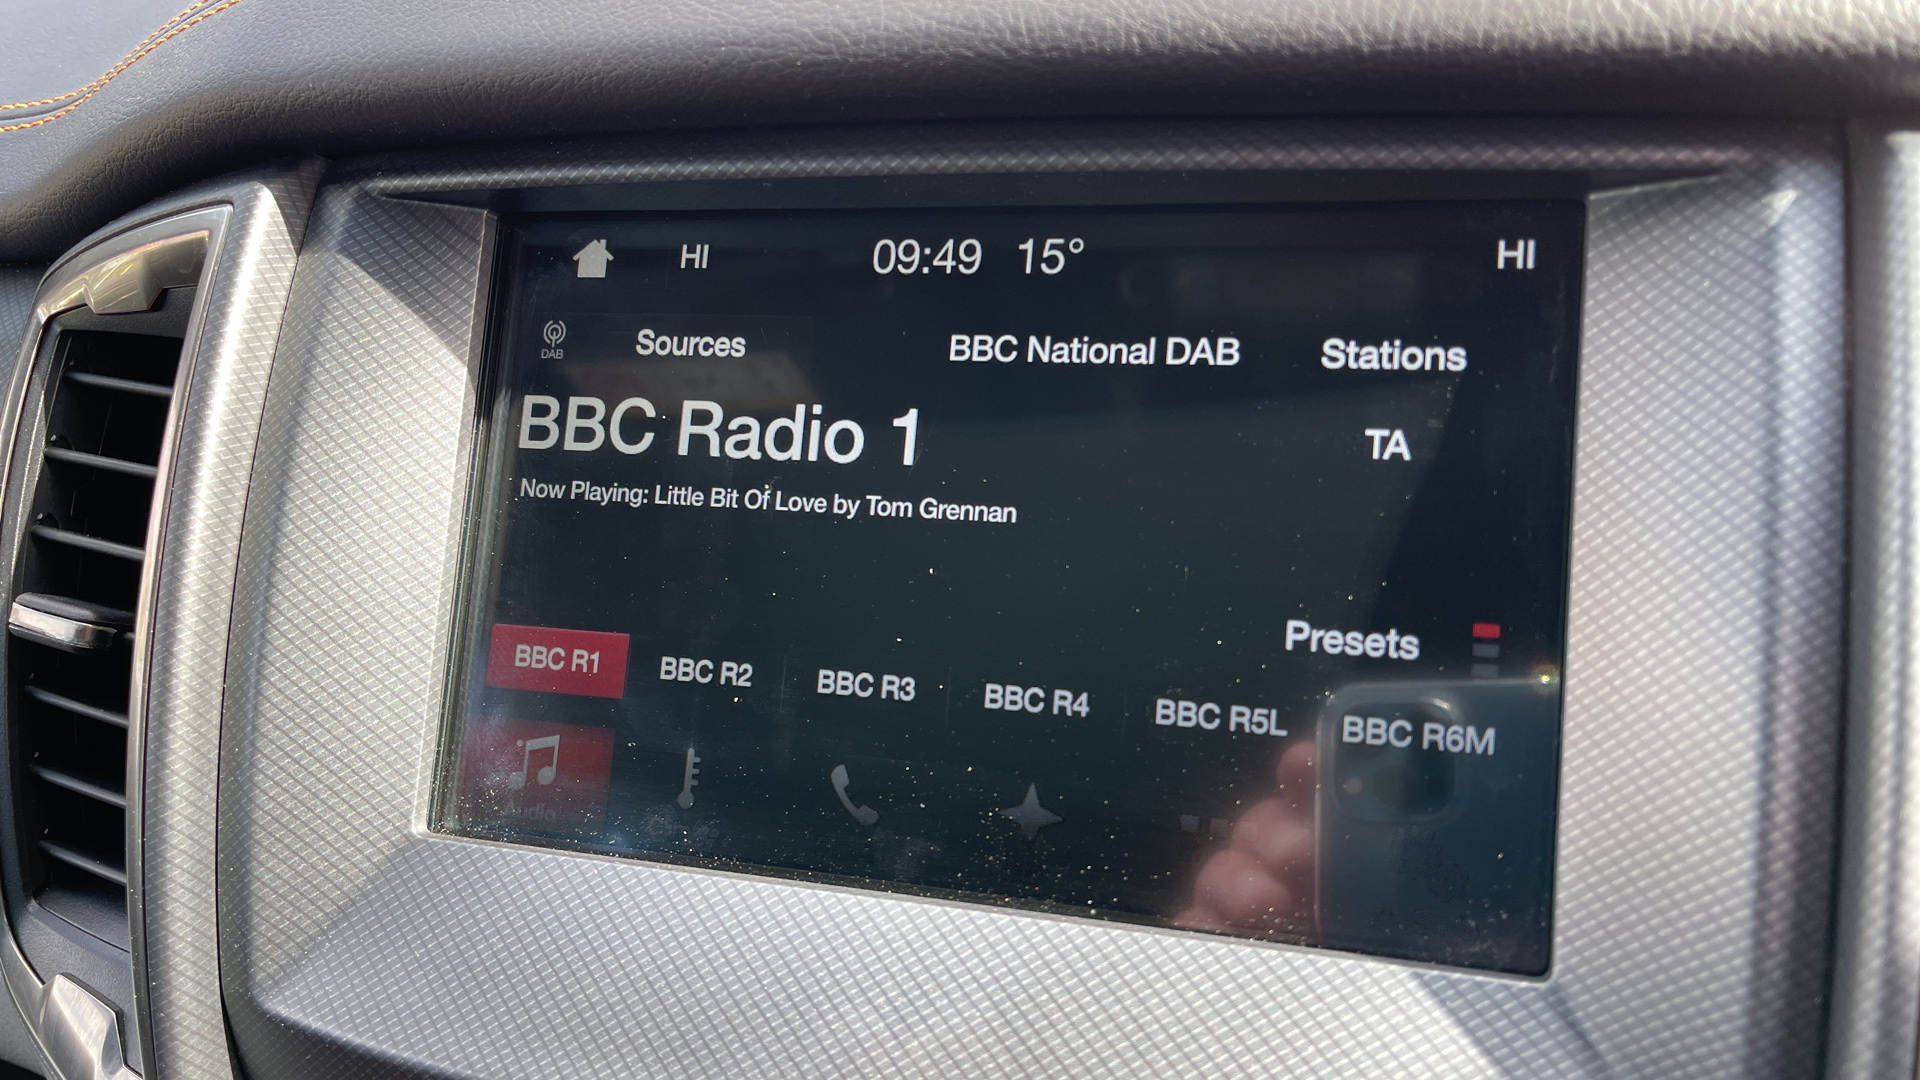 HI 09:49 15° HI
DAB Sources BBC National DAB Stations
BBC Radio 1
TA
Now Playing: Little Bit Of Love by Tom Grennan
Presets
BBC R1 BBC R2 BBC R3 BBC R4 BBC R5L BBC R6M
Audio